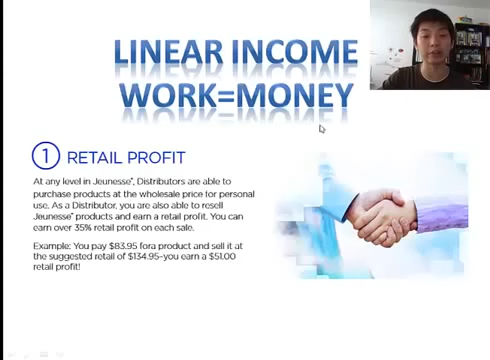 LINEAR INCOME
WORK=MONEY
1 RETAIL PROFIT
At any level in Jeunesse®, Distributors are able to
purchase products at the wholesale price for personal
use. As a Distributor, you are also able to resell
Jeunesse® products and earn a retail profit. You can
earn over 35% retail profit on each sale.
Example: You pay $83.95 fora product and sell it at
the suggested retail of $134.95–you earn a $51.00
retail profit!